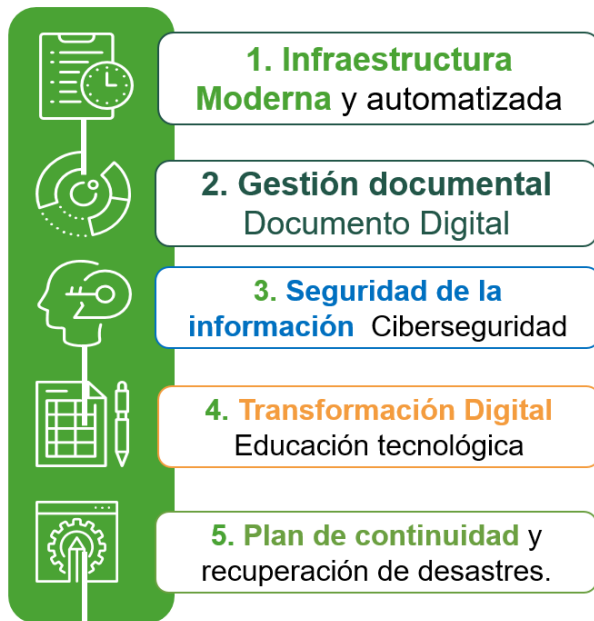 1. Infraestructura
Moderna y automatizada
2. Gestión documental
Documento Digital
3. Seguridad de la
información Ciberseguridad
4. Transformación Digital
Educación tecnológica
5. Plan de continuidad y
recuperación de desastres.